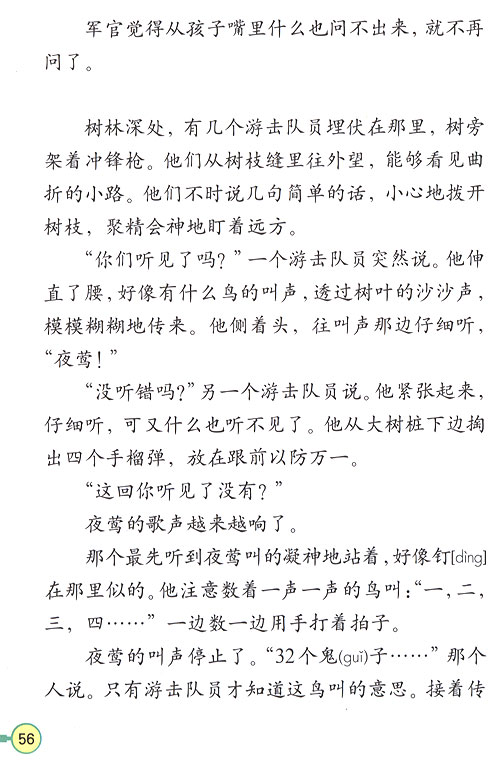 军官觉得从孩子嘴里什么也问不出来，就不再
问了。
树林深处，有几个游击队员埋伏在那里，树旁
架着冲锋枪。他们从树枝缝里往外望，能够看见曲
折的小路。他们不时说几句简单的话，小心地拨开
树枝，聚精会神地盯着远方。
“你们听见了吗？”一个游击队员突然说。他伸
直了腰，好像有什么鸟的叫声，透过树叶的沙沙声，
模模糊糊地传来。他侧着头，往叫声那边仔细听，
“夜莺！”
“没听错吗？”另一个游击队员说。他紧张起来，
仔细听，可又什么也听不见了。他从大树桩下边掏
出四个手榴弹，放在跟前以防万一。
“这回你听见了没有？”
夜莺的歌声越来越响了。
那个最先听到夜莺叫的凝神地站着，好像钉[dìng]
在那里似的。他注意数着一声一声的鸟叫：“一，二，
三，四……”一边数一边用手打着拍子。
夜莺的叫声停止了。“32个鬼(guǐ)子……”那个
人说。只有游击队员才知道这鸟叫的意思。接着传
56